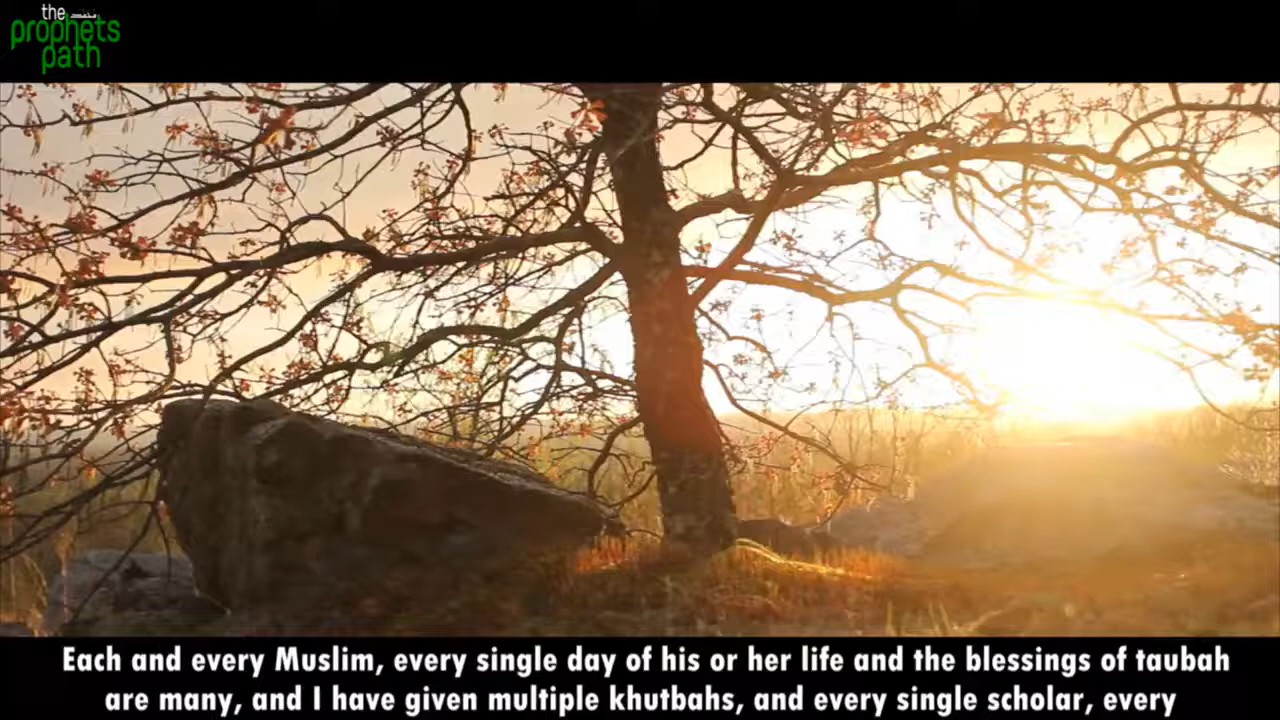 the محمد
prophets
path
Each and every Muslim, every single day of his or her life and the blessings of taubah
are many, and I have given multiple khutbahs, and every single scholar, every